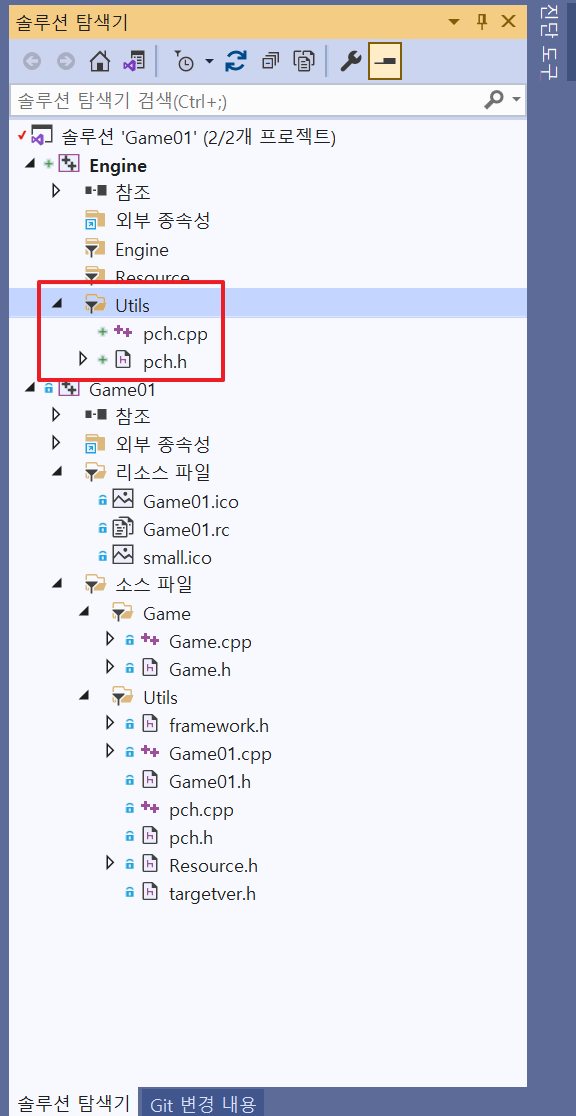 솔루션 탐색기
진단 도구
솔루션 탐색기 검색(Ctrl+;)
솔루션 'Game01' (2/2개 프로젝트)
Engine
참조
외부 종속성
Engine
Resource
Utils
pch.cpp
pch.h
Game01
참조
외부 종속성
리소스 파일
Game01.ico
Game01.rc
small.ico
소스 파일
Game
Game.cpp
Game.h
Utils
framework.h
Game01.cpp
Game01.h
pch.cpp
pch.h
Resource.h
targetver.h
솔루션 탐색기 Git 변경 내용